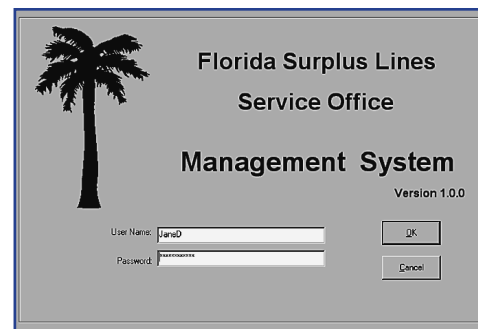 Florida Surplus Lines
Service Office
Management System
Version 1.0.0
User Name: JaneD
OK
Password:
Cancel